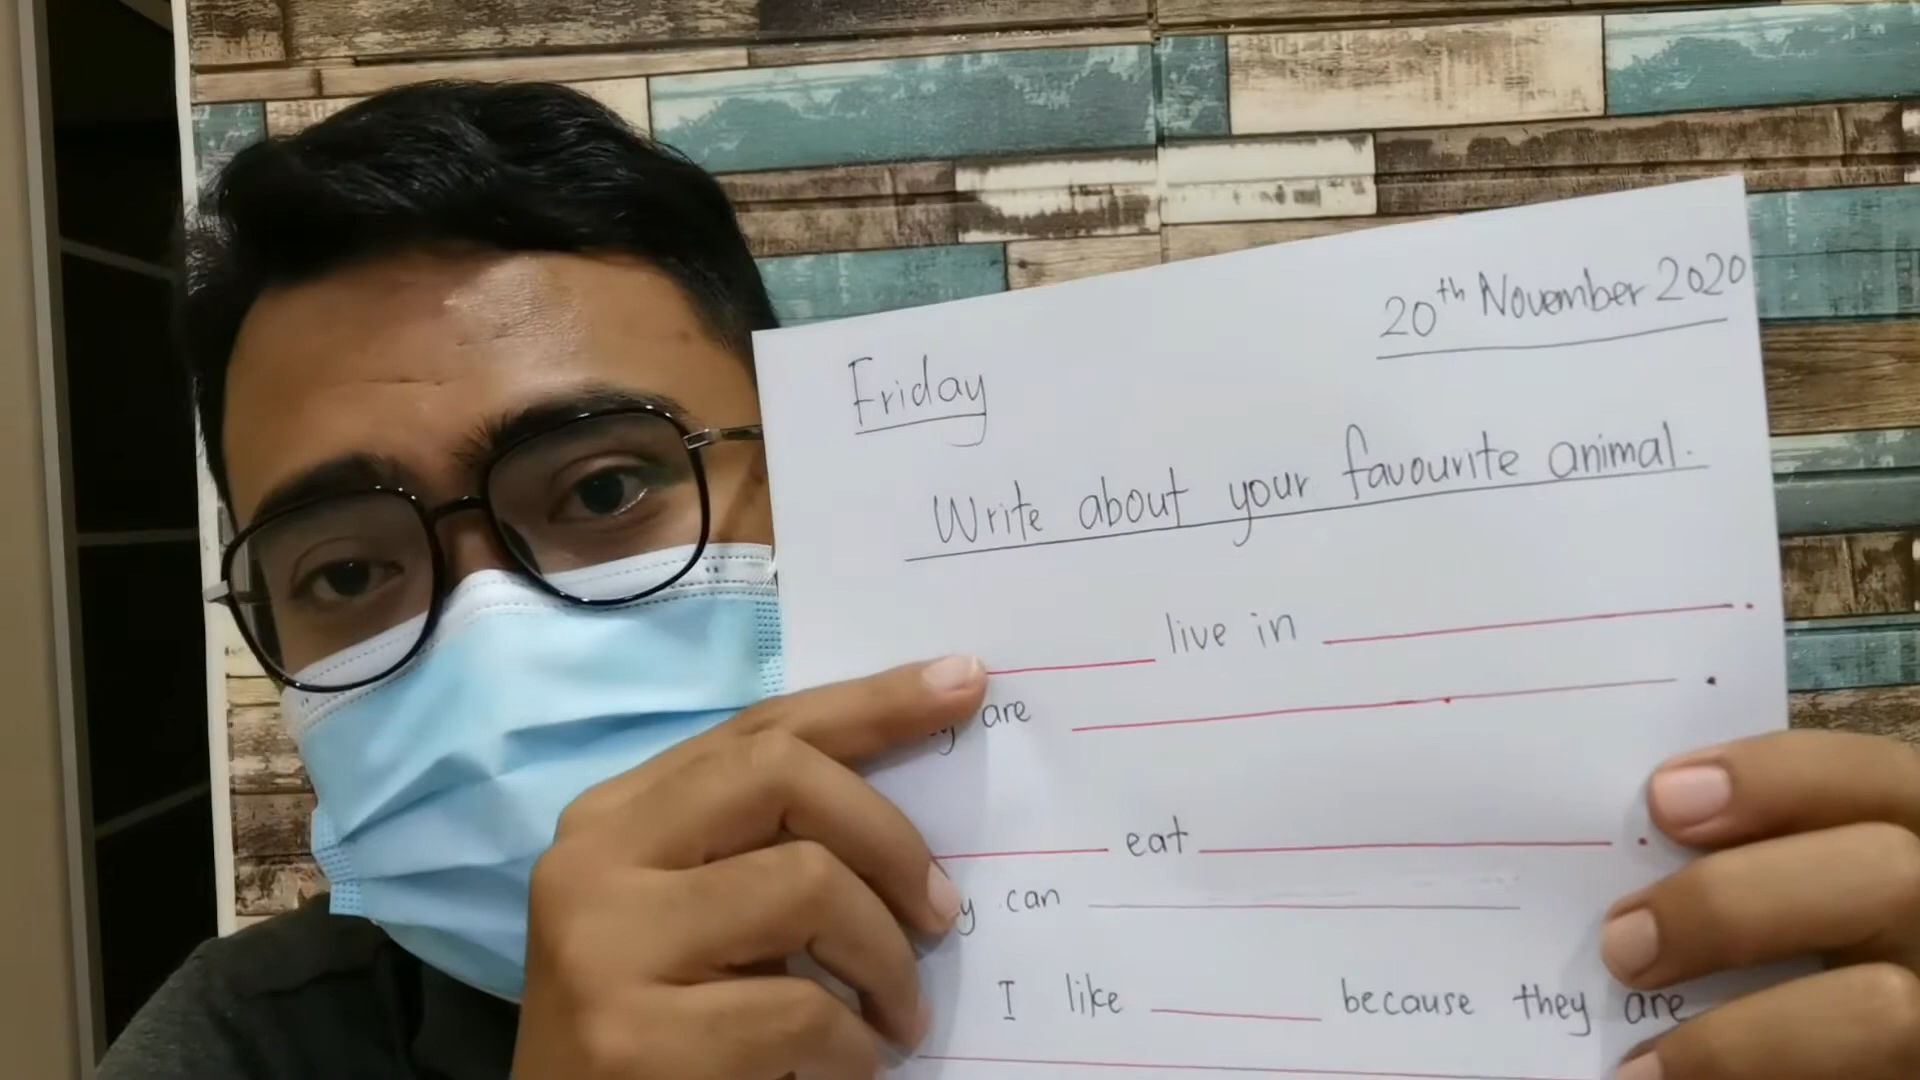 20th November 2020
Friday
Write about your favourite animal.
live in .
are .
eat .
can
I like because they are